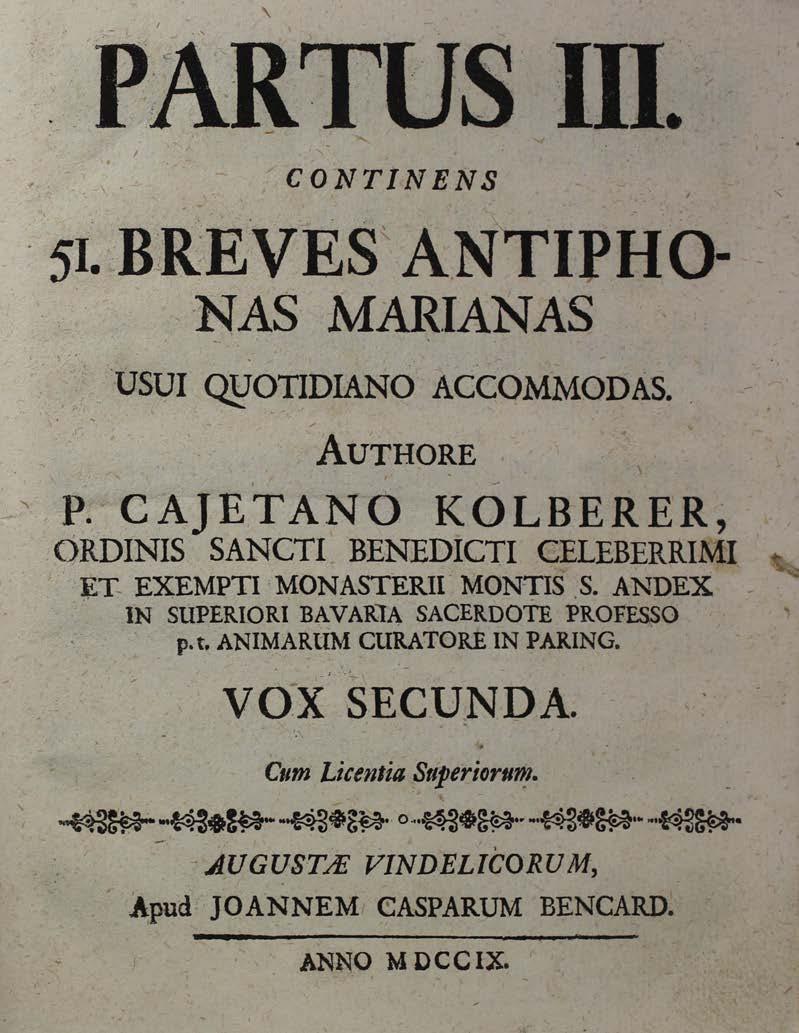 PARTUS III.
CONTINENS
51. BREVES ANTIPHO-
NAS MARIANAS
USUI QUOTIDIANO ACCOMMODAS.
AUTHORE
P. CAJETANO KOLBERER,
ORDINIS SANCTI BENEDICTI CELEBERRIMI
ET EXEMPTI MONASTERII MONTIS S. ANDEX
IN SUPERIORI BAVARIA SACERDOTE PROFESSO
p. t. ANIMARUM CURATORE IN PARING.
VOX SECUNDA.
Cum Licentia Superiorum.
AUGUSTÆ VINDELICORUM,
Apud JOANNEM CASPARUM BENCARD.
ANNO MDCCIX.